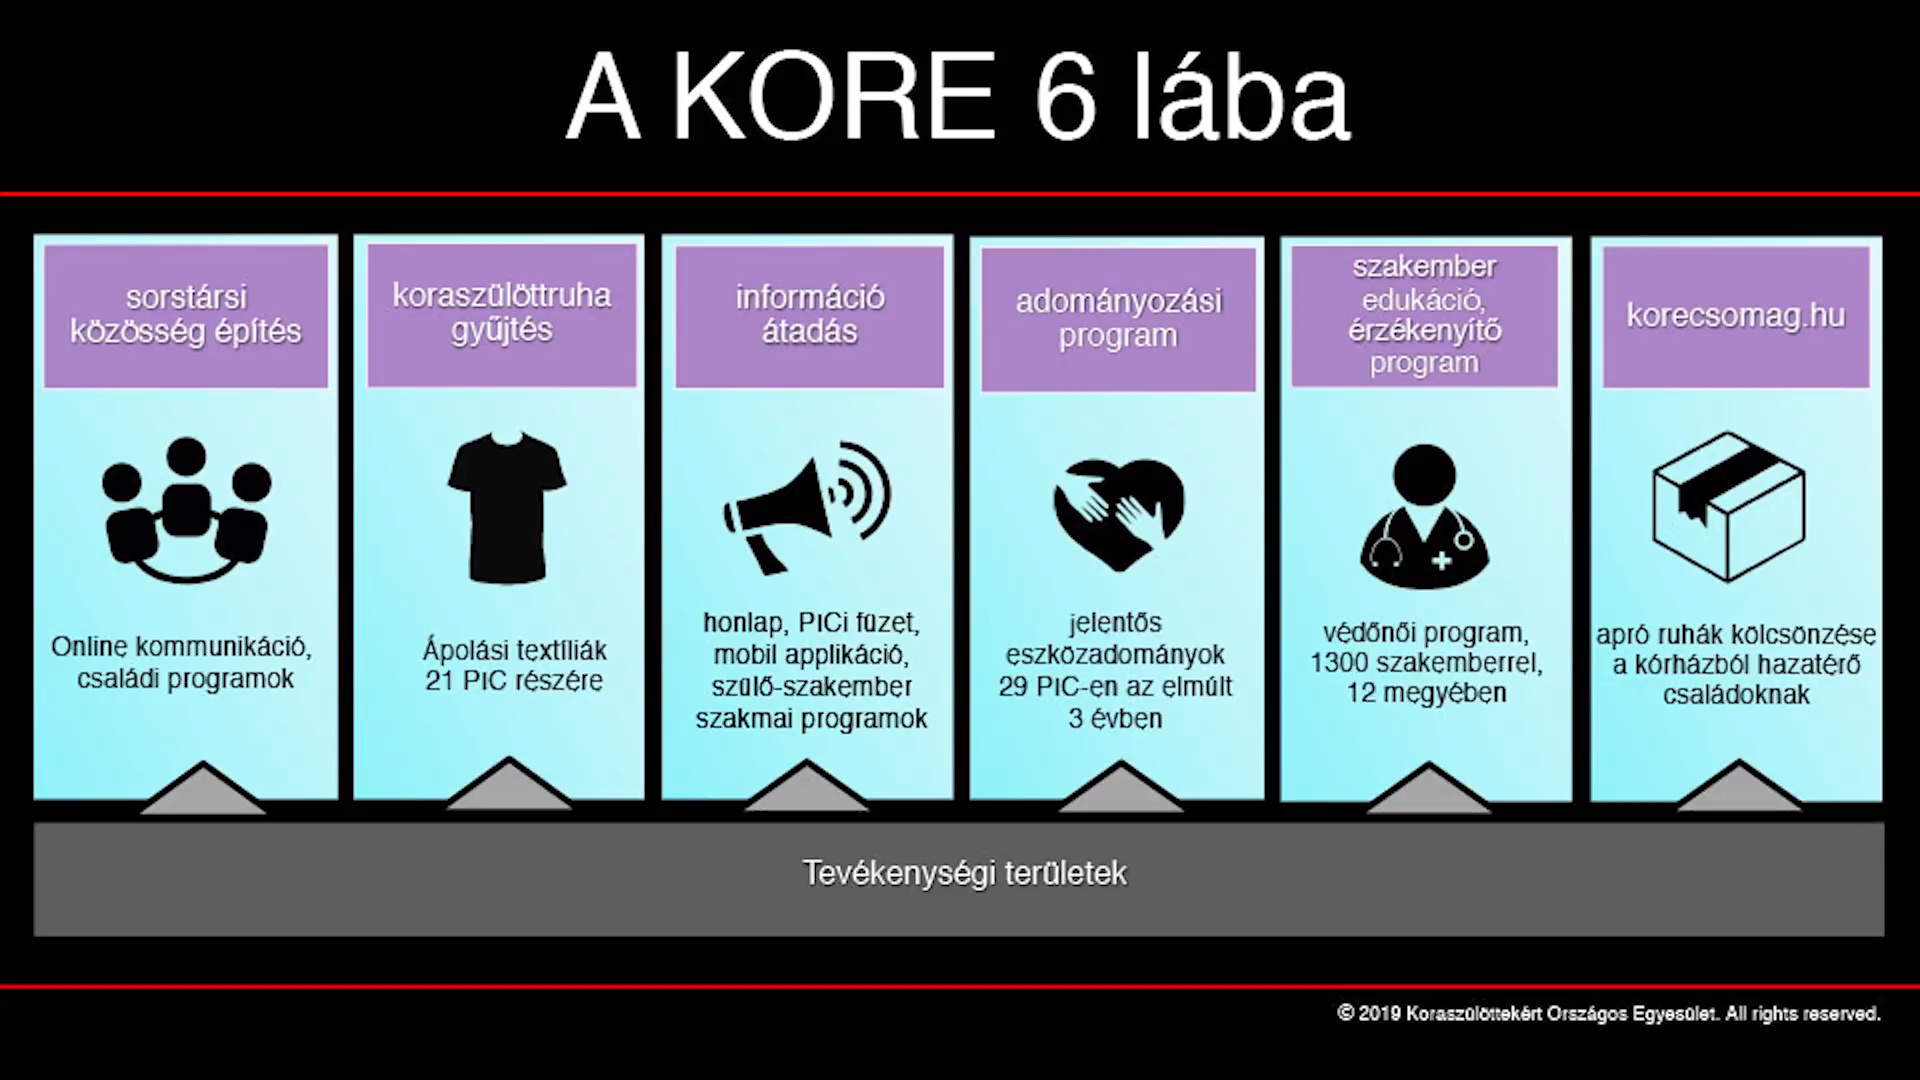 A KORE 6 lába
sorstársi
közösség építés
koraszülöttruha
gyűjtés
információ
átadás
adományozási
program
szakember
edukáció,
érzékenyítő
program
korecsomag.hu
Online kommunikáció,
családi programok
Ápolási textíliák
21 PIC részére
honlap, PICi füzet,
mobil applikáció,
szülő-szakember
szakmai programok
jelentős
eszközadományok
29 PIC-en az elmúlt
3 évben
védőnői program,
1300 szakemberrel,
12 megyében
apró ruhák kölcsönzése
a kórházból hazatérő
családoknak
Tevékenységi területek
© 2019 Koraszülöttekért Országos Egyesület. All rights reserved.